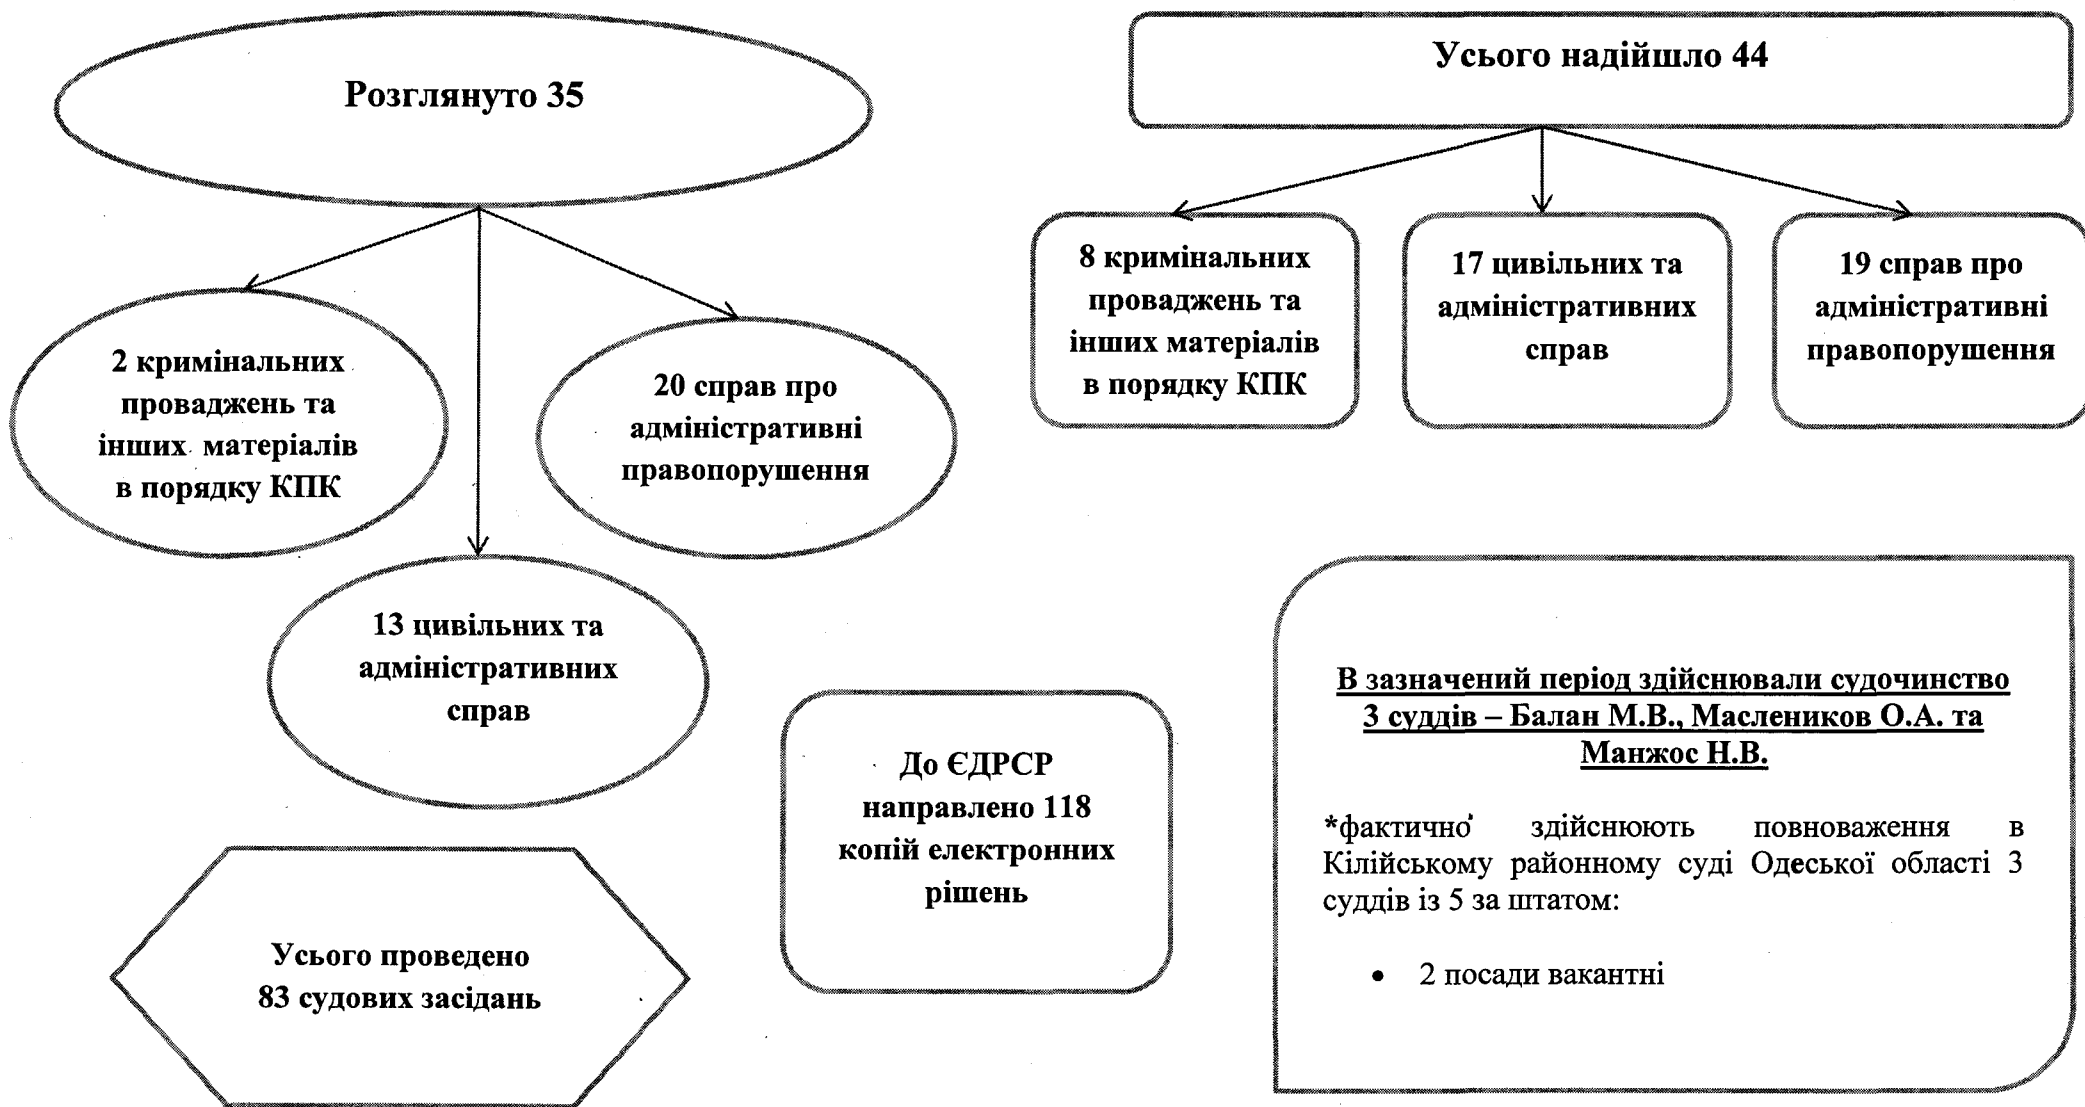 Розглянуто 35
2 кримінальних
проваджень та
інших матеріалів
в порядку КПК
20 справ про
адміністративні
правопорушення
13 цивільних та
адміністративних
справ
Усього надійшло 44
8 кримінальних
проваджень та
інших матеріалів
в порядку КПК
17 цивільних та
адміністративних
справ
19 справ про
адміністративні
правопорушення
Усього проведено
83 судових засідань
До ЄДРСР
направлено 118
копій електронних
рішень
В зазначений період здійснювали судочинство
3 суддів – Балан М.В., Маслеников О.А. та
Манжос Н.В.
*фактично здійснюють повноваження в
Кілійському районному суді Одеської області 3
суддів із 5 за штатом:
• 2 посади вакантні